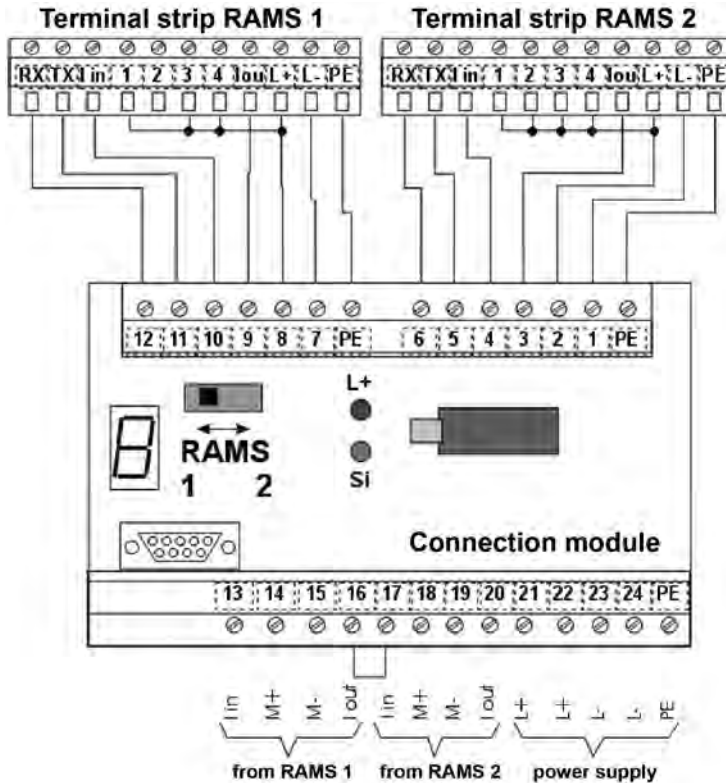 Terminal strip RAMS 1
Terminal strip RAMS 2
RX TX I in 1 2 3 4 Iou L+ L- PE
RX TX I in 1 2 3 4 Iou L+ L- PE
12 11 10 9 8 7 PE
6 5 4 3 2 1 PE
L+
RAMS
1 2
Si
Connection module
13 14 15 16 17 18 19 20 21 22 23 24 PE
I in M+ M- I out I in M+ M- I out L+ L+ L- L- PE
from RAMS 1 from RAMS 2 power supply